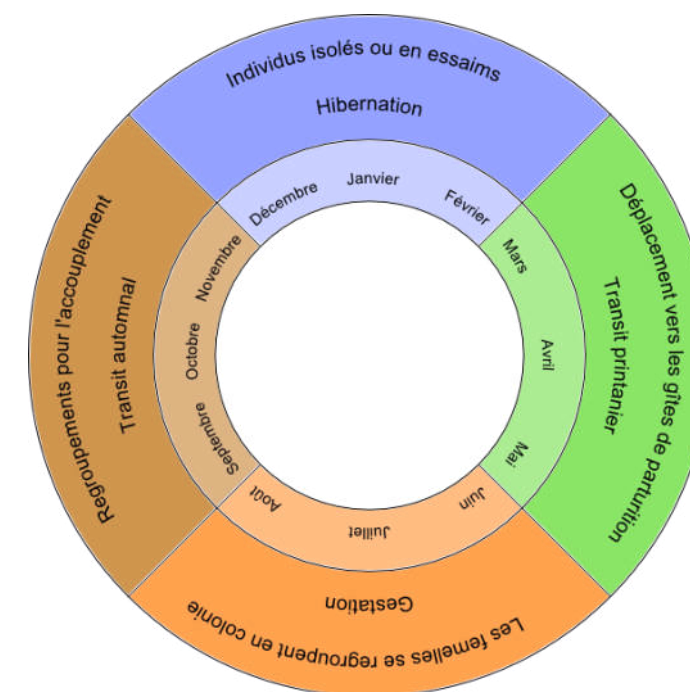 Individus isolés ou en essaims
Hibernation
Décembre
Janvier
Février
Déplacement vers les gîtes de parturition
Transit printanier
Mars
Avril
Mai
Juin
Juillet
Août
Gestation
Les femelles se regroupent en colonie
Septembre
Octobre
Novembre
Transit automnal
Regroupements pour l'accouplement